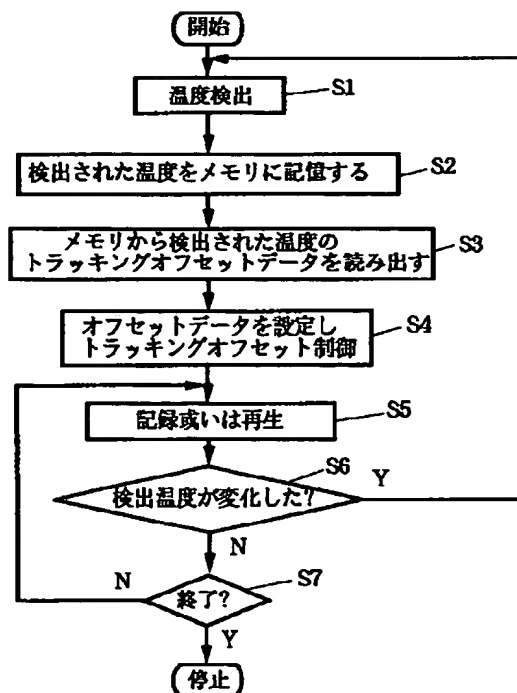 開始
温度検出
S1
検出された温度をメモリに記憶する
S2
メモリから検出された温度の
トラッキングオフセットデータを読み出す
S3
オフセットデータを設定し
トラッキングオフセット制御
S4
記録或いは再生
S5
S6
検出温度が変化した?
Y
N
S7
N
終了?
Y
停止